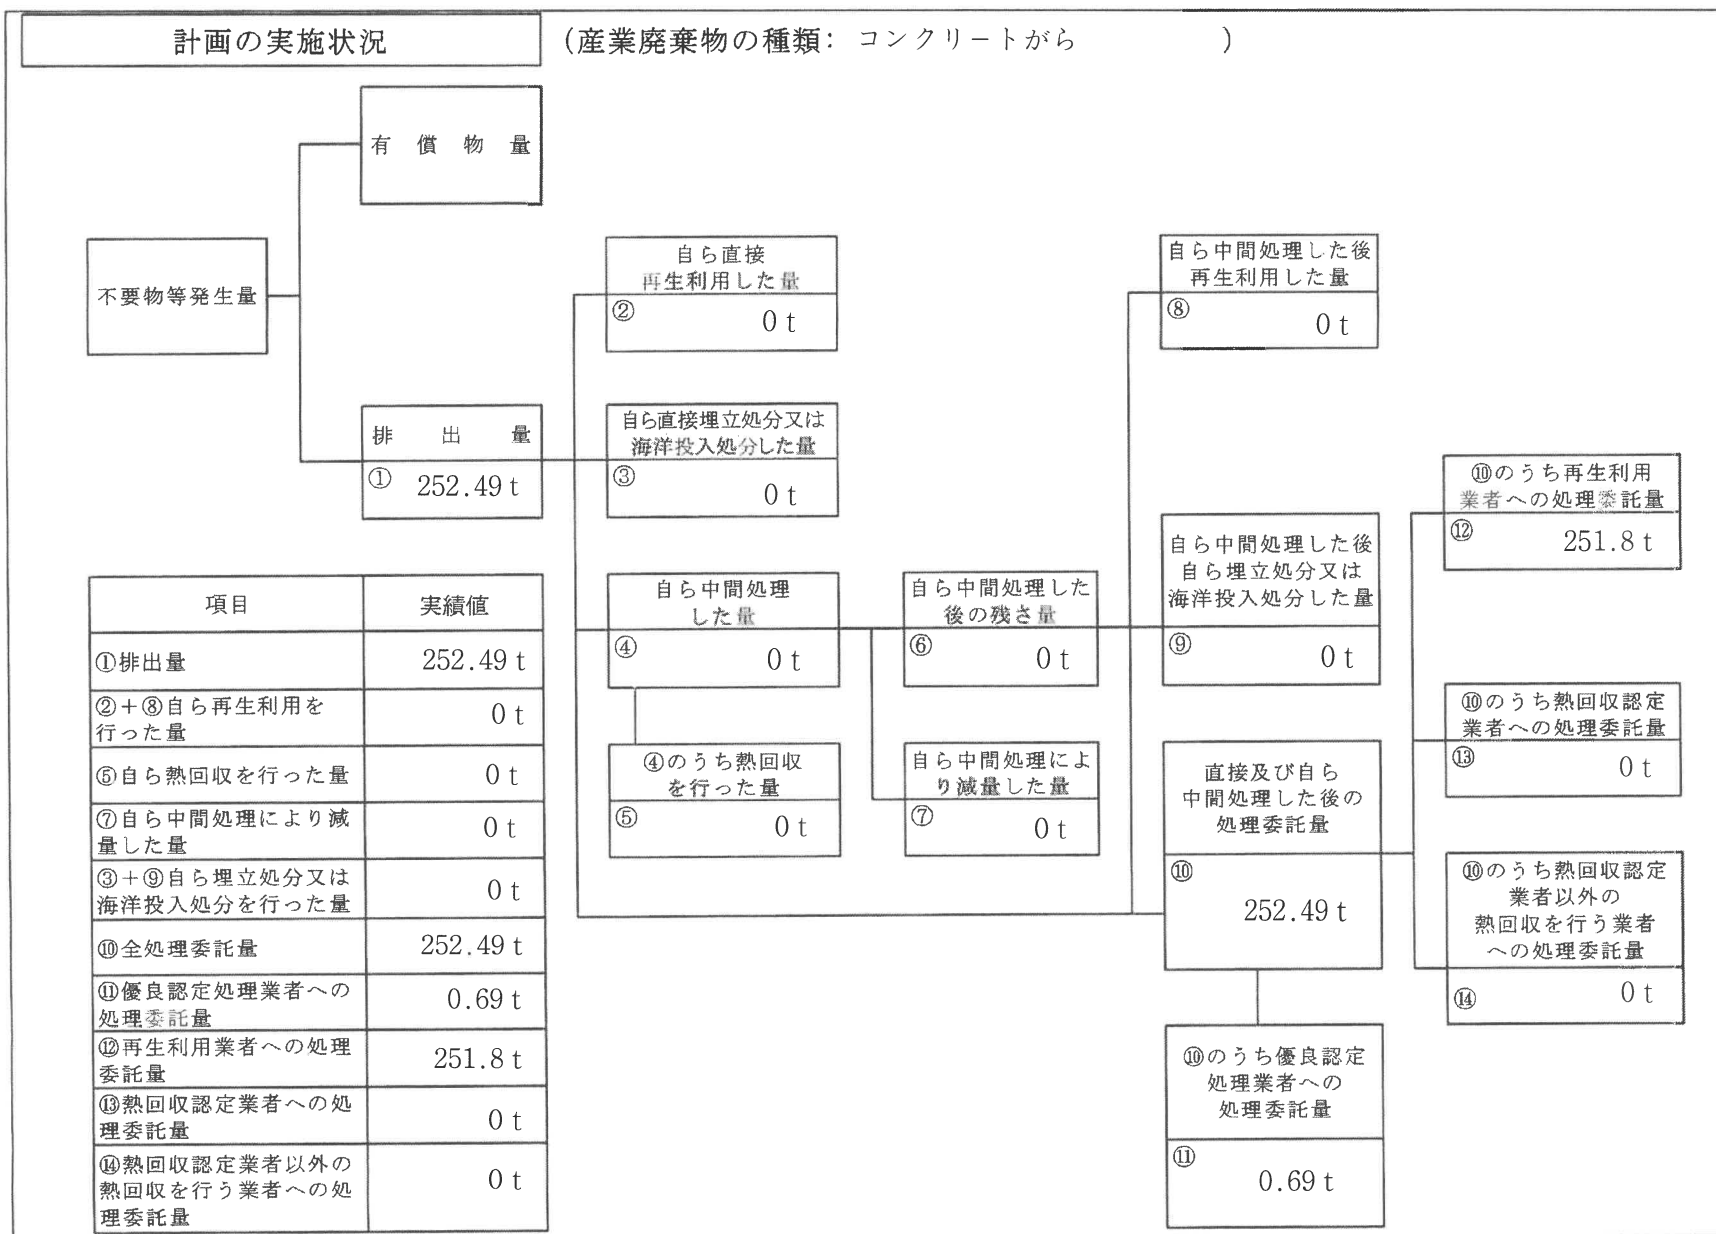 計画の実施状況
(産業廃棄物の種類: コンクリートがら )
有償物量
不要物等発生量
排出量
① 252.49 t
自ら直接
再生利用した量
② 0 t
自ら直接埋立処分又は
海洋投入処分した量
③ 0 t
自ら中間処理
した量
④ 0 t
④のうち熱回収
を行った量
⑤ 0 t
自ら中間処理した
後の残さ量
⑥ 0 t
自ら中間処理によ
り減量した量
⑦ 0 t
自ら中間処理した後
再生利用した量
⑧ 0 t
自ら中間処理した後
自ら埋立処分又は
海洋投入処分した量
⑨ 0 t
直接及び自ら
中間処理した後の
処理委託量
⑩
252.49 t
⑩のうち優良認定
処理業者への
処理委託量
⑪
0.69 t
⑩のうち再生利用
業者への処理委託量
⑫ 251.8 t
⑩のうち熱回収認定
業者への処理委託量
⑬ 0 t
⑩のうち熱回収認定
業者以外の
熱回収を行う業者
への処理委託量
⑭ 0 t
項目 実績値
①排出量 252.49 t
②+⑧自ら再生利用を
行った量 0 t
⑤自ら熱回収を行った量 0 t
⑦自ら中間処理により減
量した量 0 t
③+⑨自ら埋立処分又は
海洋投入処分を行った量 0 t
⑩全処理委託量 252.49 t
⑪優良認定処理業者への
処理委託量 0.69 t
⑫再生利用業者への処理
委託量 251.8 t
⑬熱回収認定業者への処
理委託量 0 t
⑭熱回収認定業者以外の
熱回収を行う業者への処
理委託量 0 t